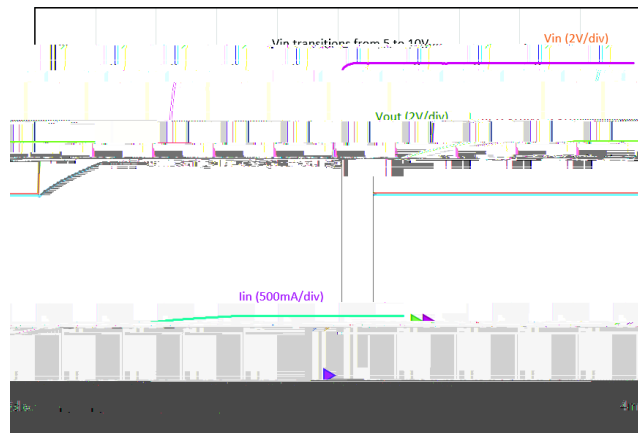 Vin (2V/div)
Vin transitions from 5 to 10V
Vout (2V/div)
Iin (500mA/div)